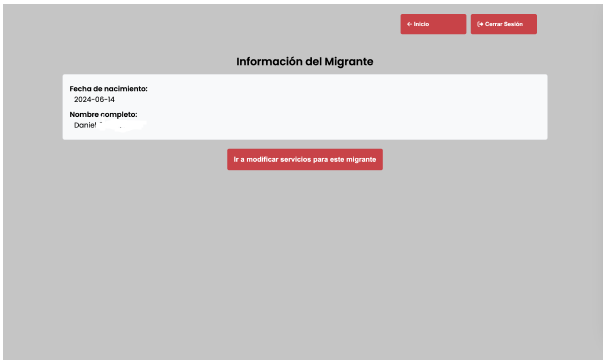 ← Inicio
Cerrar Sesión
Información del Migrante
Fecha de nacimiento:
2024-06-14
Nombre completo:
Daniel
Ir a modificar servicios para este migrante